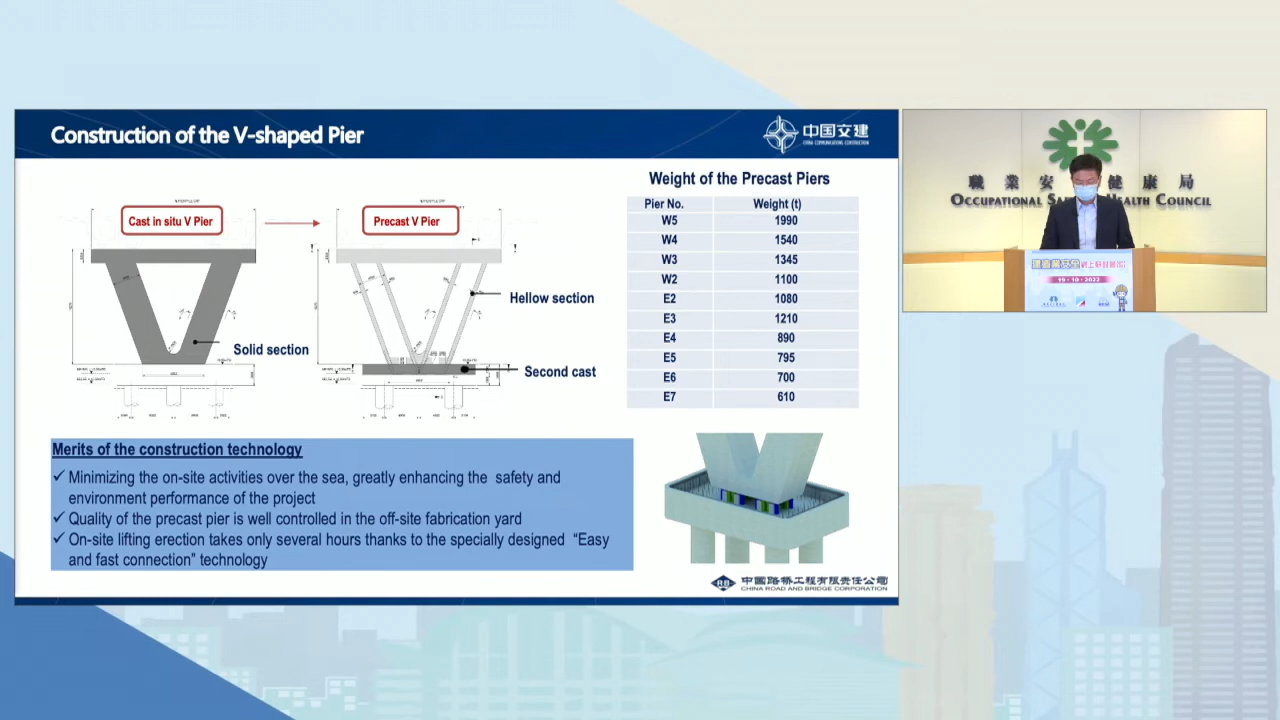 Construction of the V-shaped Pier
中国交建
CHINA COMMUNICATIONS CONSTRUCTION
Cast in situ V Pier
Precast V Pier
Hellow section
Solid section
Second cast
Weight of the Precast Piers
Pier No. Weight (t)
W5 1990
W4 1540
W3 1345
W2 1100
E2 1080
E3 1210
E4 890
E5 795
E6 700
E7 610
Merits of the construction technology
✓ Minimizing the on-site activities over the sea, greatly enhancing the safety and
environment performance of the project
✓ Quality of the precast pier is well controlled in the off-site fabrication yard
✓ On-site lifting erection takes only several hours thanks to the specially designed “Easy
and fast connection” technology
RB
中國路桥工程有限责任公司
CHINA ROAD AND BRIDGE CORPORATION
職業安 健康局
Occupational Sa Health Council
19 · 10 · 2022